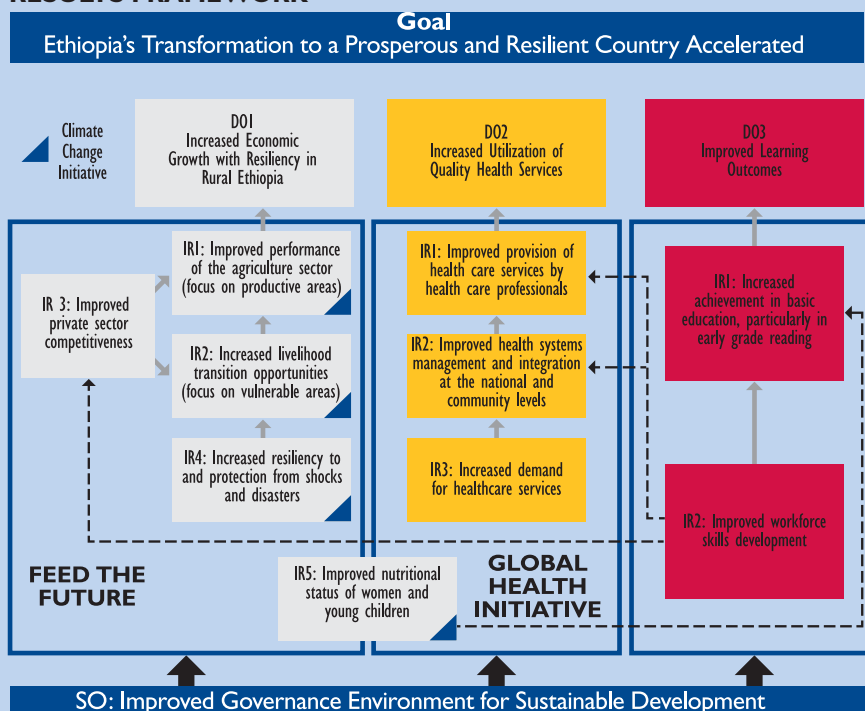 RESULTS FRAMEWORK
Goal
Ethiopia's Transformation to a Prosperous and Resilient Country Accelerated
Climate
Change
Initiative
DO1
Increased Economic
Growth with Resiliency in
Rural Ethiopia
DO2
Increased Utilization of
Quality Health Services
DO3
Improved Learning
Outcomes
IR1: Improved performance
of the agriculture sector
(focus on productive areas)
IR 3: Improved
private sector
competitiveness
IR2: Increased livelihood
transition opportunities
(focus on vulnerable areas)
IR4: Increased resiliency to
and protection from shocks
and disasters
IR1: Improved provision of
health care services by
health care professionals
IR2: Improved health systems
management and integration
at the national and
community levels
IR3: Increased demand
for healthcare services
IR1: Increased
achievement in basic
education, particularly in
early grade reading
IR2: Improved workforce
skills development
FEED THE
FUTURE
IR5: Improved nutritional
status of women and
young children
GLOBAL
HEALTH
INITIATIVE
SO: Improved Governance Environment for Sustainable Development